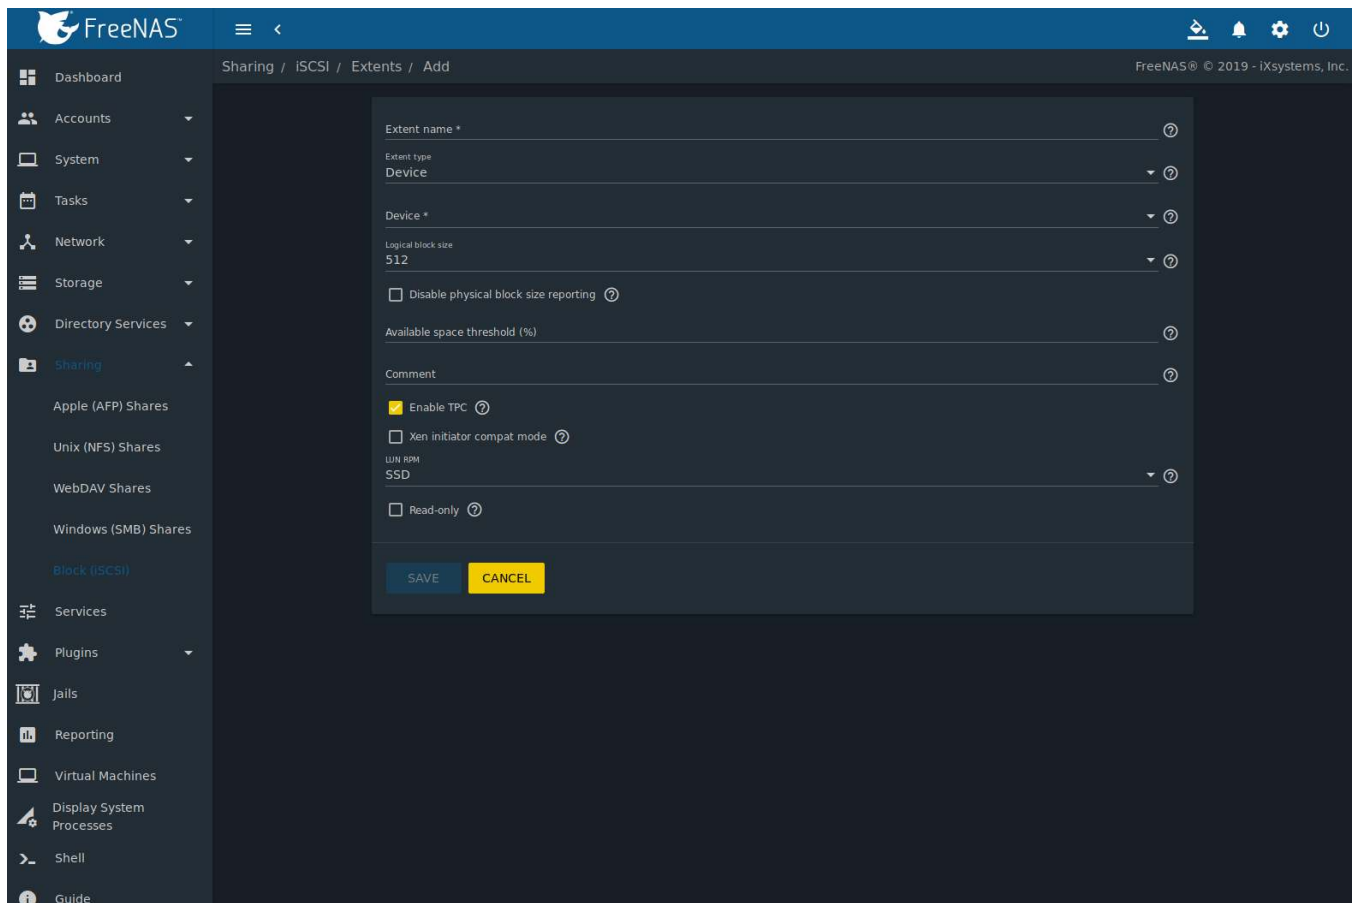 FreeNAS™
Sharing / iSCSI / Extents / Add
FreeNAS® © 2019 - iXsystems, Inc.
Dashboard
Accounts
System
Tasks
Network
Storage
Directory Services
Sharing
Apple (AFP) Shares
Unix (NFS) Shares
WebDAV Shares
Windows (SMB) Shares
Block (iSCSI)
Services
Plugins
Jails
Reporting
Virtual Machines
Display System
Processes
Shell
Guide
Extent name *
Extent type
Device
Device *
Logical block size
512
Disable physical block size reporting
Available space threshold (%)
Comment
Enable TPC
Xen initiator compat mode
LUN RPM
SSD
Read-only
SAVE
CANCEL